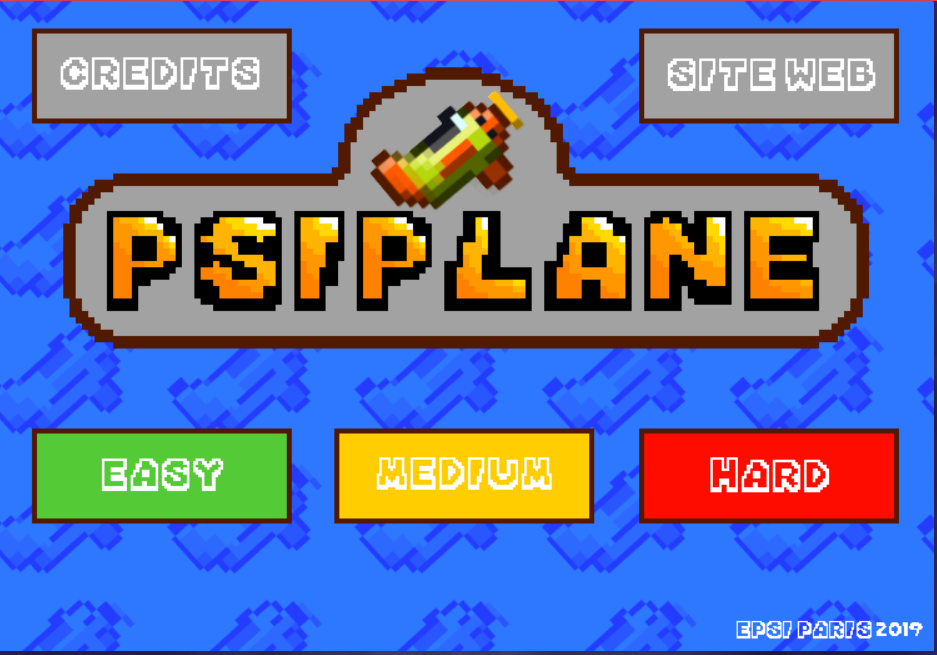 CREDITS
SITE WEB
PSIPLANE
EASY
MEDIUM
HARD
EPSI PARIS 2019